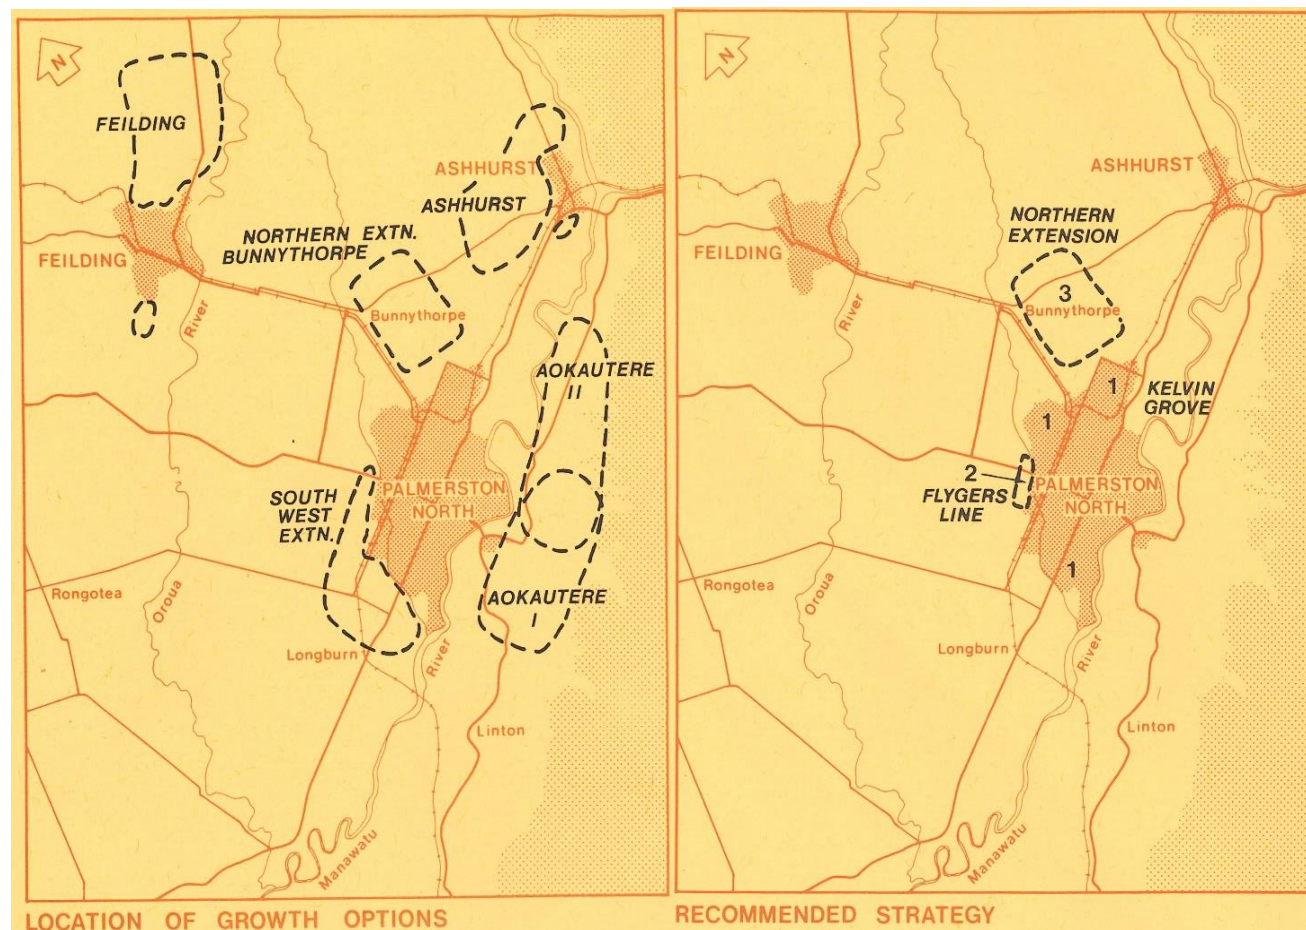 N
FEILDING
ASHHURST
ASHHURST
NORTHERN EXTN.
BUNNYTHORPE
FEILDING
River
Bunnythorpe
AOKAUTERE
II
SOUTH
WEST
EXTN.
PALMERSTON
NORTH
Rongotea
Oroua
AOKAUTERE
I
Longburn
River
Linton
Manawatu
LOCATION OF GROWTH OPTIONS
N
ASHHURST
NORTHERN
EXTENSION
FEILDING
3
Bunnythorpe
River
1
KELVIN
GROVE
1
2
FLYGERS
LINE
PALMERSTON
NORTH
1
Rongotea
Oroua
Longburn
River
Linton
Manawatu
RECOMMENDED STRATEGY